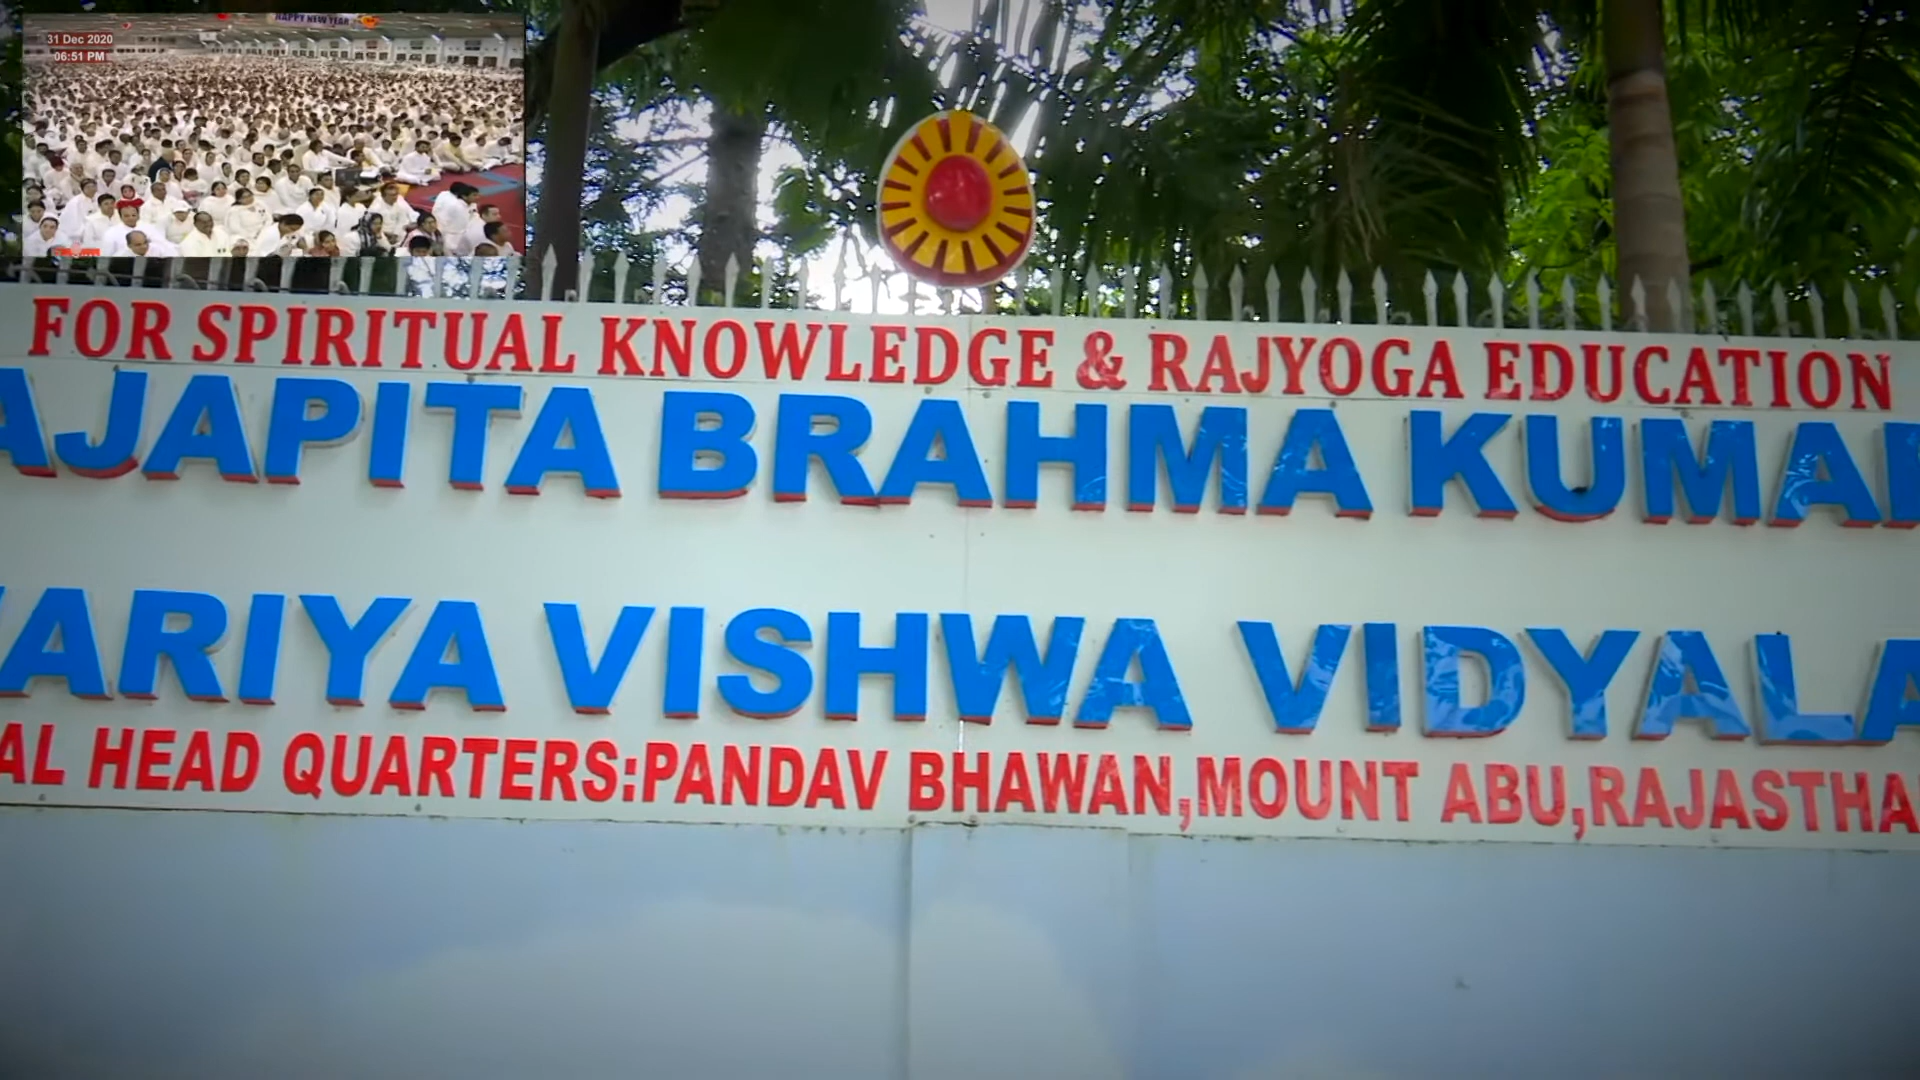 HAPPY NEW YEAR
31 Dec 2020
06:51 PM
FOR SPIRITUAL KNOWLEDGE & RAJYOGA EDUCATION
AJAPITA BRAHMA KUMAR
ARIYA VISHWA VIDYALA
AL HEAD QUARTERS:PANDAV BHAWAN,MOUNT ABU,RAJASTHA